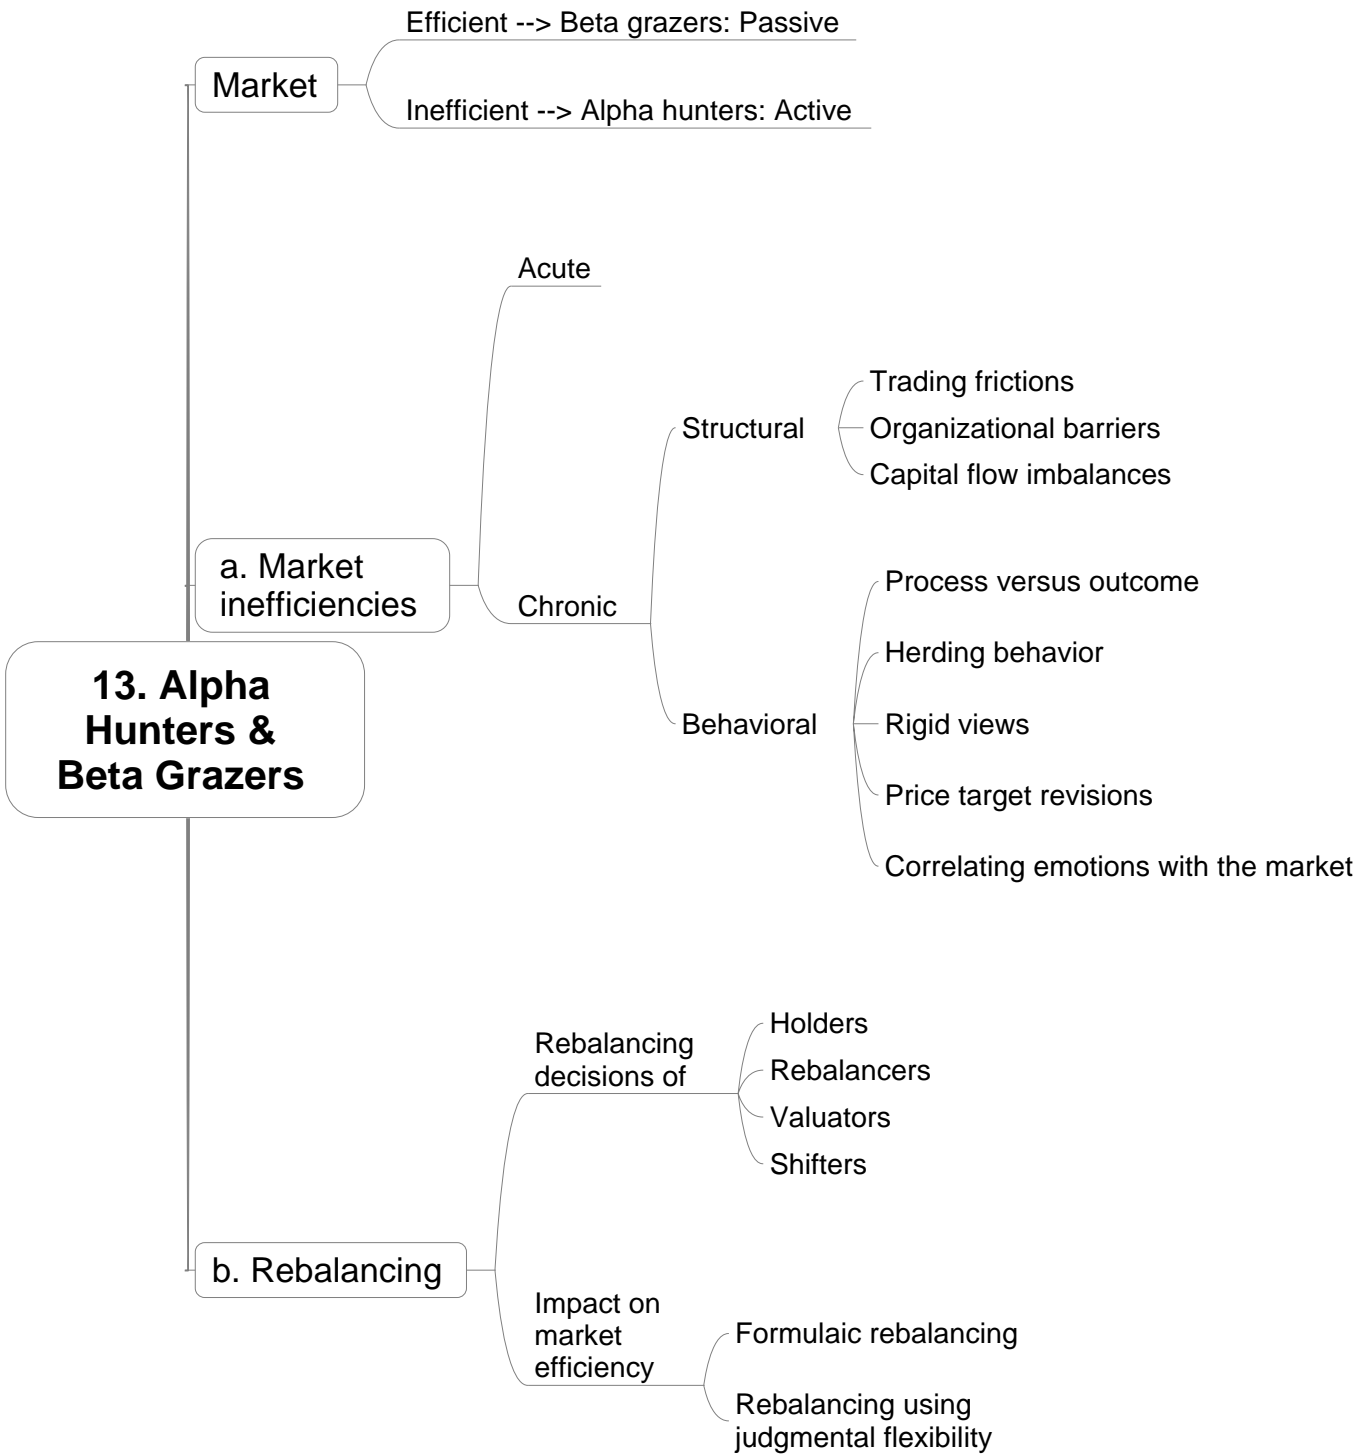 Efficient --> Beta grazers: Passive
Market
Inefficient --> Alpha hunters: Active
Acute
Trading frictions
Structural
Organizational barriers
Capital flow imbalances
a. Market
inefficiencies
Chronic
Process versus outcome
Herding behavior
Behavioral
Rigid views
Price target revisions
Correlating emotions with the market
13. Alpha
Hunters &
Beta Grazers
Rebalancing
decisions of
Holders
Rebalancers
Valuators
Shifters
b. Rebalancing
Impact on
market
efficiency
Formulaic rebalancing
Rebalancing using
judgmental flexibility